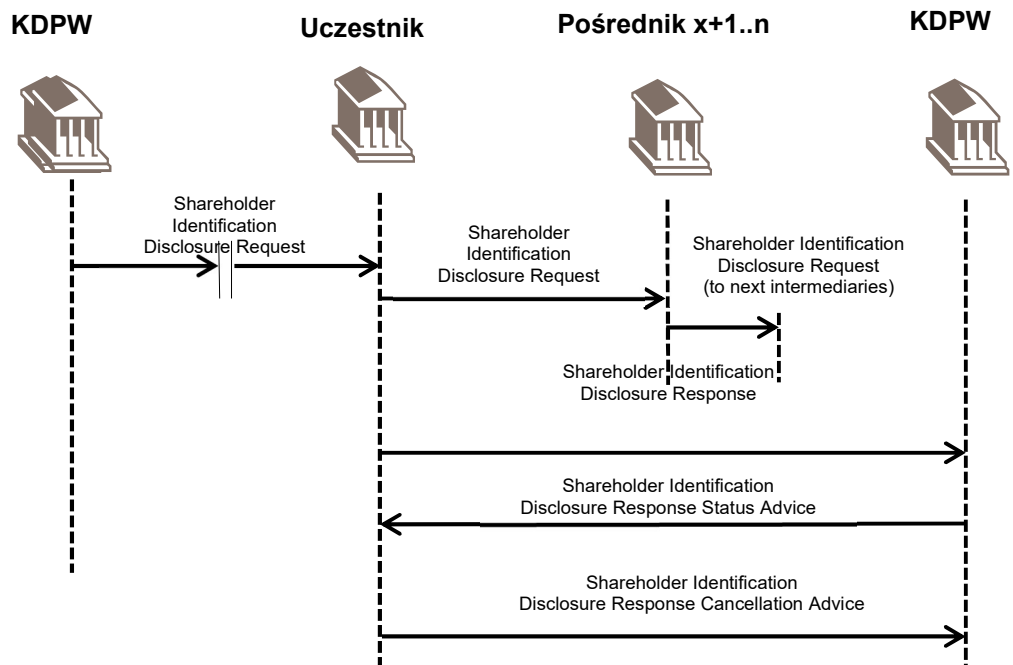 KDPW
Uczestnik
Pośrednik x+1..n
KDPW
Shareholder
Identification
Disclosure Request
Shareholder
Identification
Disclosure Request
Shareholder Identification
Disclosure Request
(to next intermediaries)
Shareholder Identification
Disclosure Response
Shareholder Identification
Disclosure Response Status Advice
Shareholder Identification
Disclosure Response Cancellation Advice